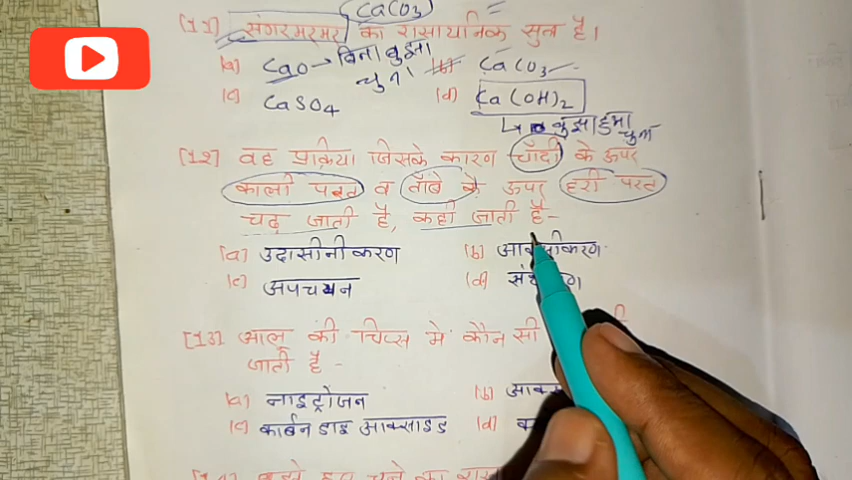 (CaCO3)
[11] संगमरमर का रासायनिक सुत्र है।
(a) CaO → बिना बुझा चुना (b) CaCO3
(c) CaSO4 (d) Ca(OH)2
↳ बुझा हुआ चुना
[12] वह प्रक्रिया जिसके कारण चाँदी के ऊपर
काली परत व ताँबे के ऊपर हरी परत
चढ़ जाती है, कही जाती है-
(a) उदासीनीकरण (b) आक्सीकरण
(c) अपचयन (d)
[13] आलू की चिप्स में कौन सी
जाती है -
(a) नाइट्रोजन (b)
(c) कार्बन डाइ आक्साइड (d)